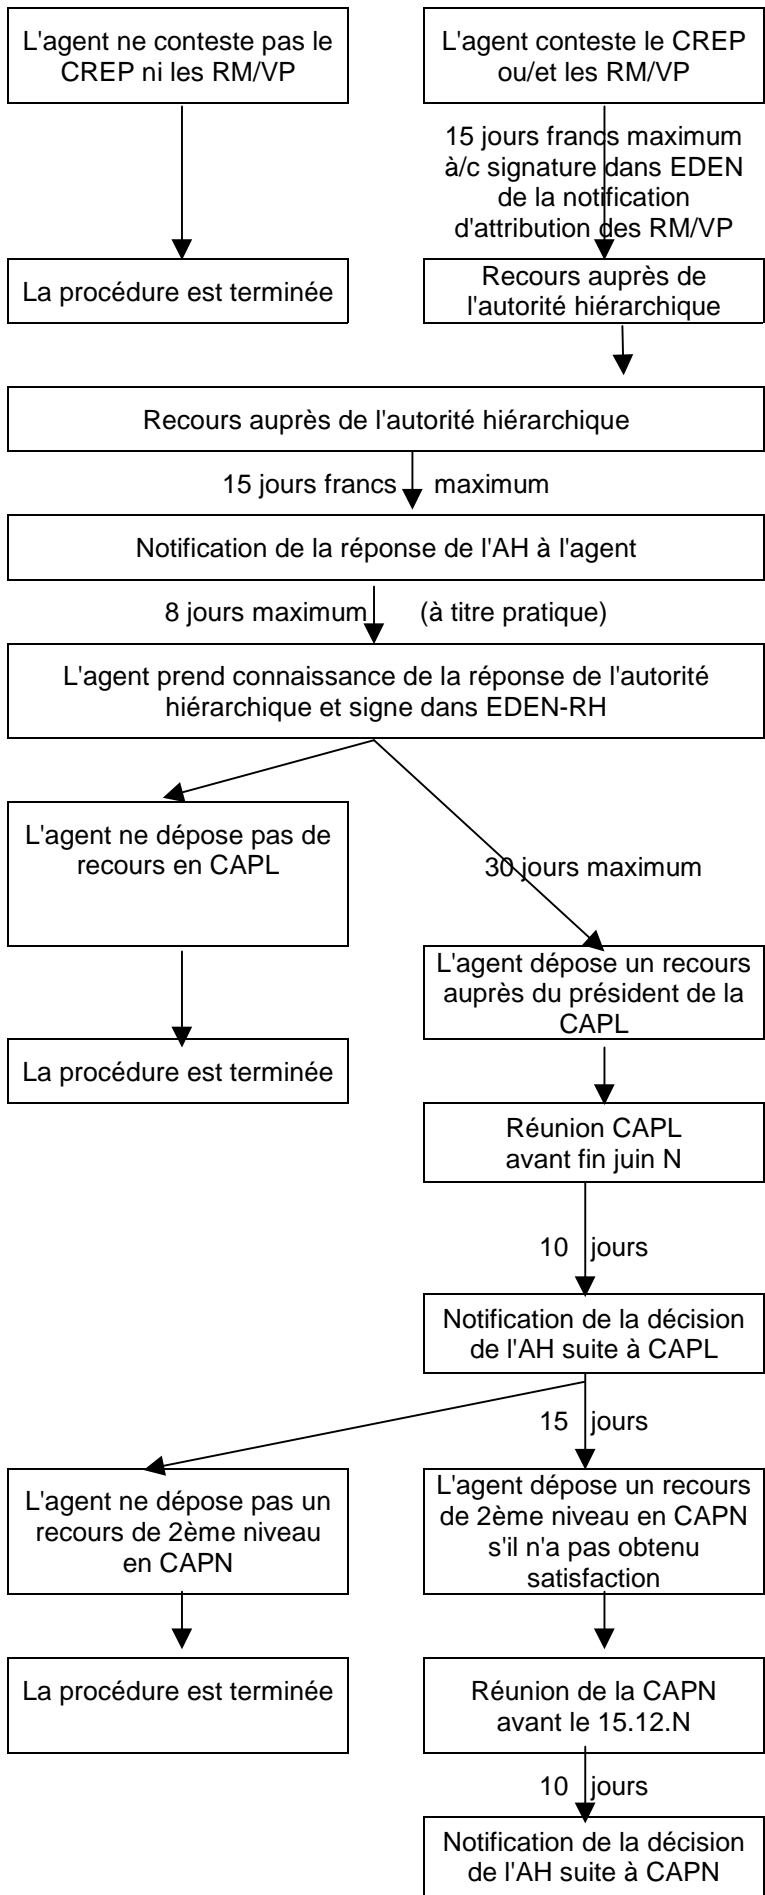 L'agent ne conteste pas le
CREP ni les RM/VP
L'agent conteste le CREP
ou/et les RM/VP
15 jours francs maximum
à/c signature dans EDEN
de la notification
d'attribution des RM/VP
La procédure est terminée
Recours auprès de
l'autorité hiérarchique
Recours auprès de l'autorité hiérarchique
15 jours francs maximum
Notification de la réponse de l'AH à l'agent
8 jours maximum (à titre pratique)
L'agent prend connaissance de la réponse de l'autorité
hiérarchique et signe dans EDEN-RH
L'agent ne dépose pas de
recours en CAPL
30 jours maximum
L'agent dépose un recours
auprès du président de la
CAPL
La procédure est terminée
Réunion CAPL
avant fin juin N
10 jours
Notification de la décision
de l'AH suite à CAPL
15 jours
L'agent ne dépose pas un
recours de 2ème niveau
en CAPN
L'agent dépose un recours
de 2ème niveau en CAPN
s'il n'a pas obtenu
satisfaction
La procédure est terminée
Réunion de la CAPN
avant le 15.12.N
10 jours
Notification de la décision
de l'AH suite à CAPN